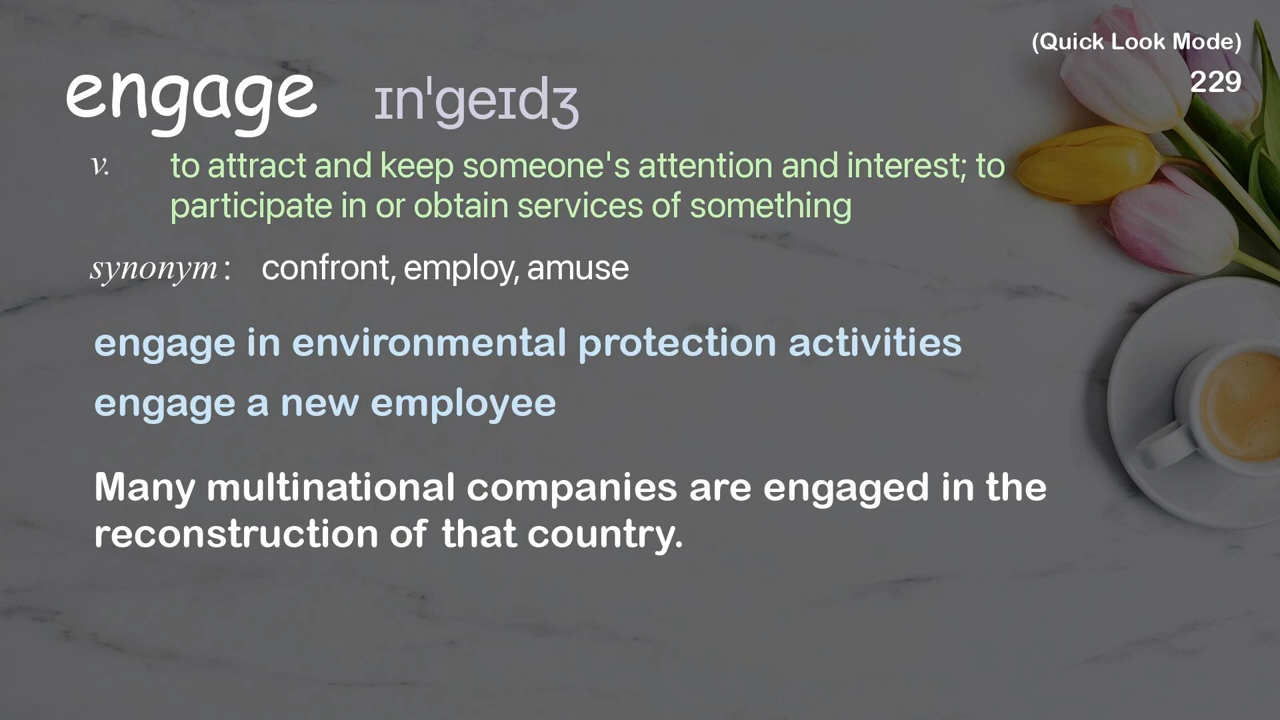 (Quick Look Mode)
229
engage ɪn'geɪdʒ
v. to attract and keep someone's attention and interest; to
participate in or obtain services of something
synonym: confront, employ, amuse
engage in environmental protection activities
engage a new employee
Many multinational companies are engaged in the
reconstruction of that country.